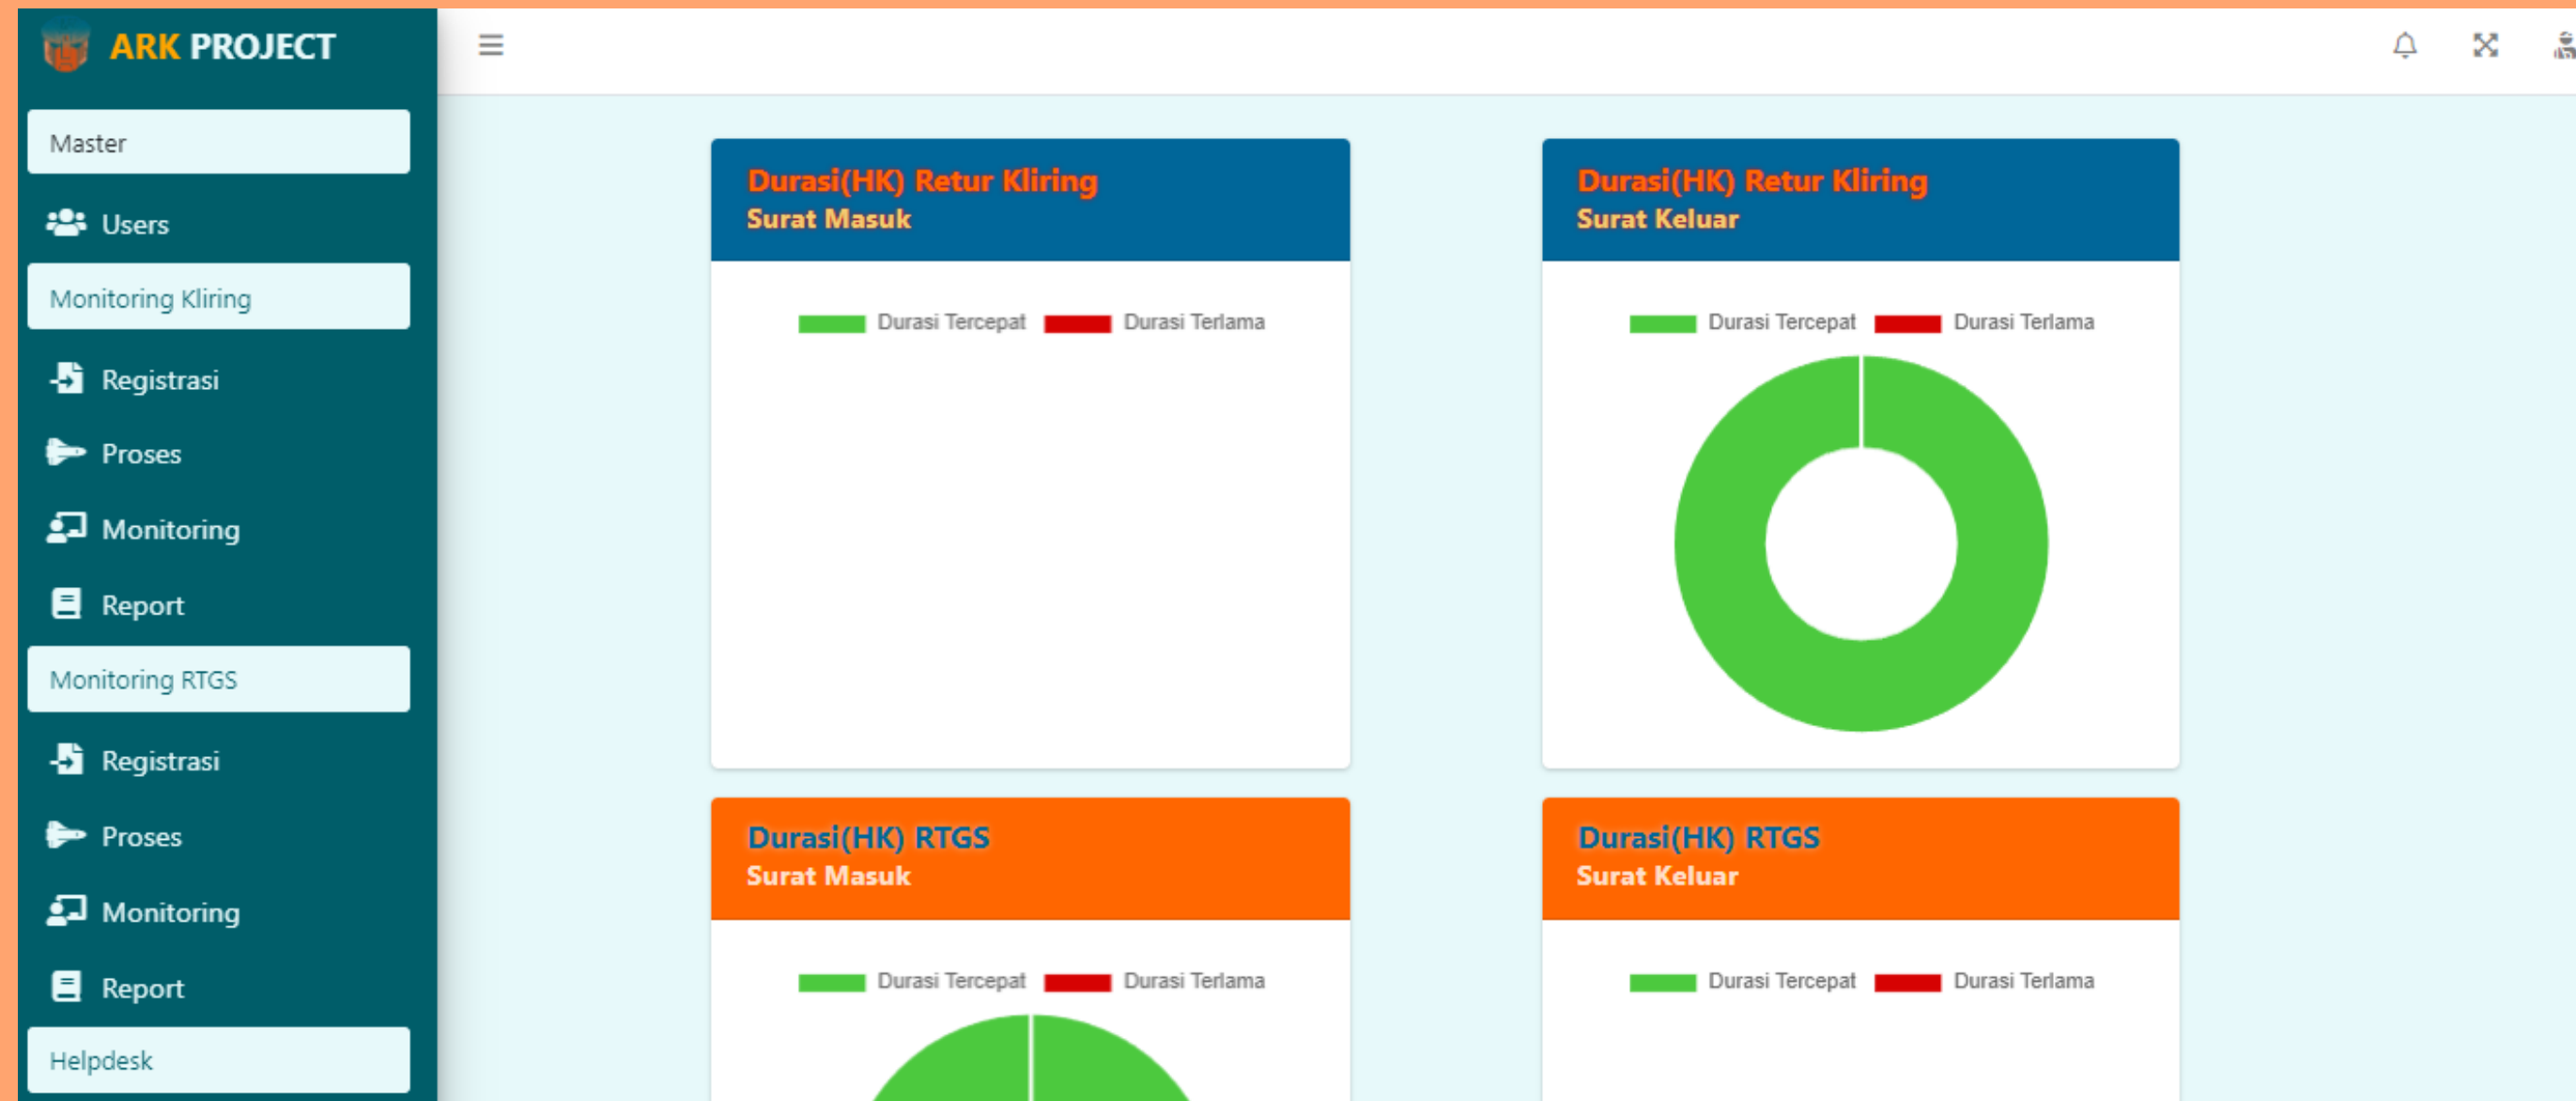 ARK PROJECT
Master
Users
Monitoring Kliring
Registrasi
Proses
Monitoring
Report
Monitoring RTGS
Registrasi
Proses
Monitoring
Report
Helpdesk
Durasi(HK) Retur Kliring
Surat Masuk
Durasi Tercepat Durasi Terlama
Durasi(HK) Retur Kliring
Surat Keluar
Durasi Tercepat Durasi Terlama
Durasi(HK) RTGS
Surat Masuk
Durasi Tercepat Durasi Terlama
Durasi(HK) RTGS
Surat Keluar
Durasi Tercepat Durasi Terlama